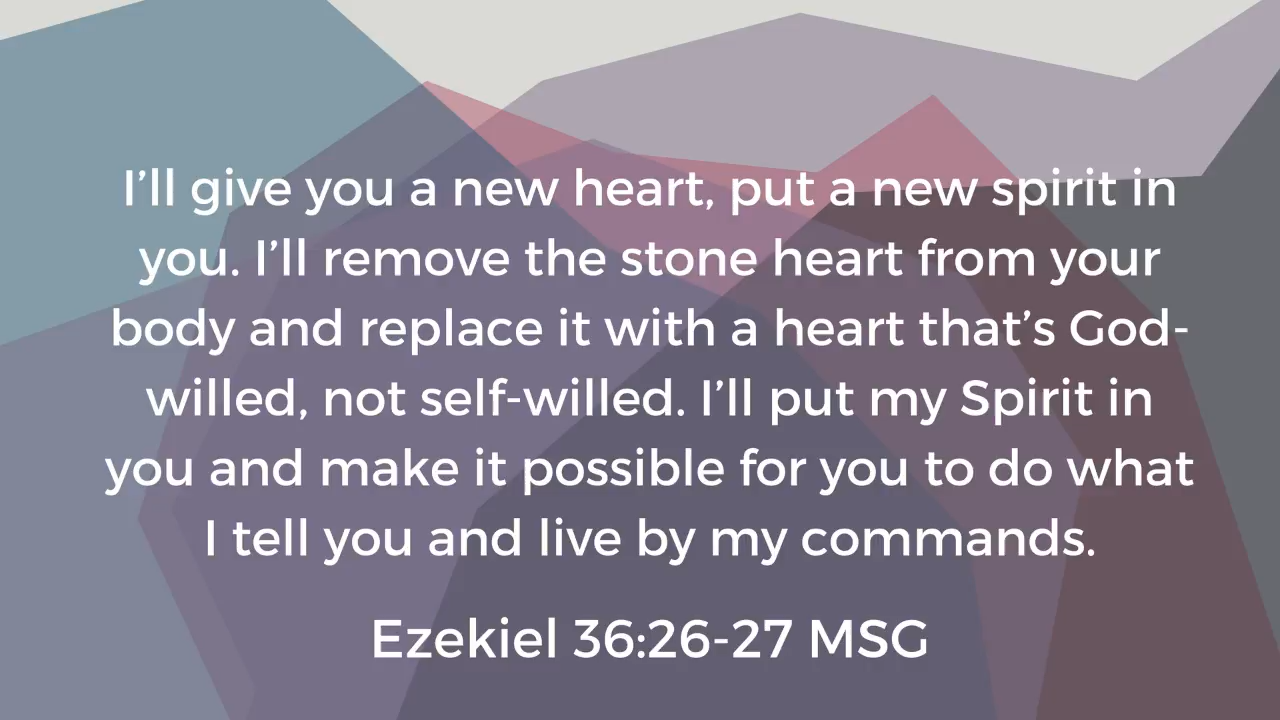 I’ll give you a new heart, put a new spirit in
you. I’ll remove the stone heart from your
body and replace it with a heart that’s God-
willed, not self-willed. I’ll put my Spirit in
you and make it possible for you to do what
I tell you and live by my commands.
Ezekiel 36:26-27 MSG